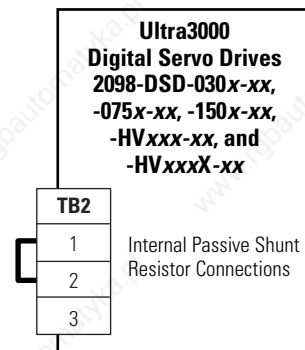 Ultra3000
Digital Servo Drives
2098-DSD-030x-xx,
-075x-xx, -150x-xx,
-HVxxx-xx, and
-HVxxxX-xx
TB2
1
2
3
Internal Passive Shunt
Resistor Connections